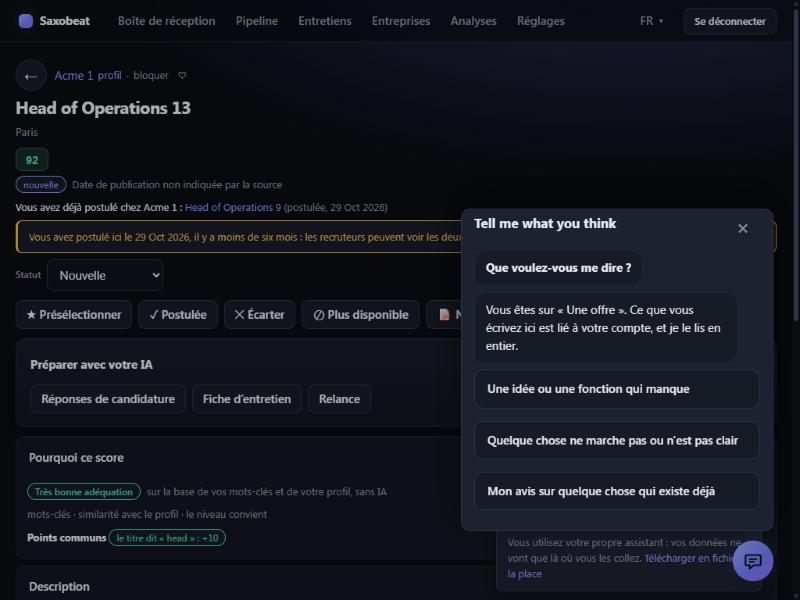 Saxobeat Boîte de réception Pipeline Entretiens Entreprises Analyses Réglages FR Se déconnecter
← Acme 1 profil · bloquer ♡
Head of Operations 13
Paris
92
nouvelle Date de publication non indiquée par la source
Vous avez déjà postulé chez Acme 1 : Head of Operations 9 (postulée, 29 Oct 2026)
Vous avez postulé ici le 29 Oct 2026, il y a moins de six mois : les recruteurs peuvent voir les deux
Statut Nouvelle
★ Présélectionner ✓ Postulée ✕ Écarter ⊘ Plus disponible
Préparer avec votre IA
Réponses de candidature Fiche d'entretien Relance
Pourquoi ce score
Très bonne adéquation sur la base de vos mots-clés et de votre profil, sans IA
mots-clés · similarité avec le profil · le niveau convient
Points communs le titre dit « head » : +10
Description
Tell me what you think ✕
Que voulez-vous me dire ?
Vous êtes sur « Une offre ». Ce que vous
écrivez ici est lié à votre compte, et je le lis en
entier.
Une idée ou une fonction qui manque
Quelque chose ne marche pas ou n'est pas clair
Mon avis sur quelque chose qui existe déjà
Vous utilisez votre propre assistant : vos données ne
vont que là où vous les collez. Télécharger en
la place